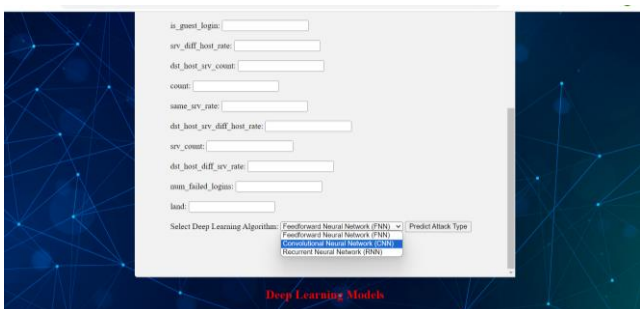 is_guest_login:
srv_diff_host_rate:
dst_host_srv_count:
count:
same_srv_rate:
dst_host_srv_diff_host_rate:
srv_count:
dst_host_diff_srv_rate:
num_failed_logins:
land:
Select Deep Learning Algorithm: Feedforward Neural Network (FNN) Predict Attack Type
Feedforward Neural Network (FNN)
Convolutional Neural Network (CNN)
Recurrent Neural Network (RNN)
Deep Learning Models